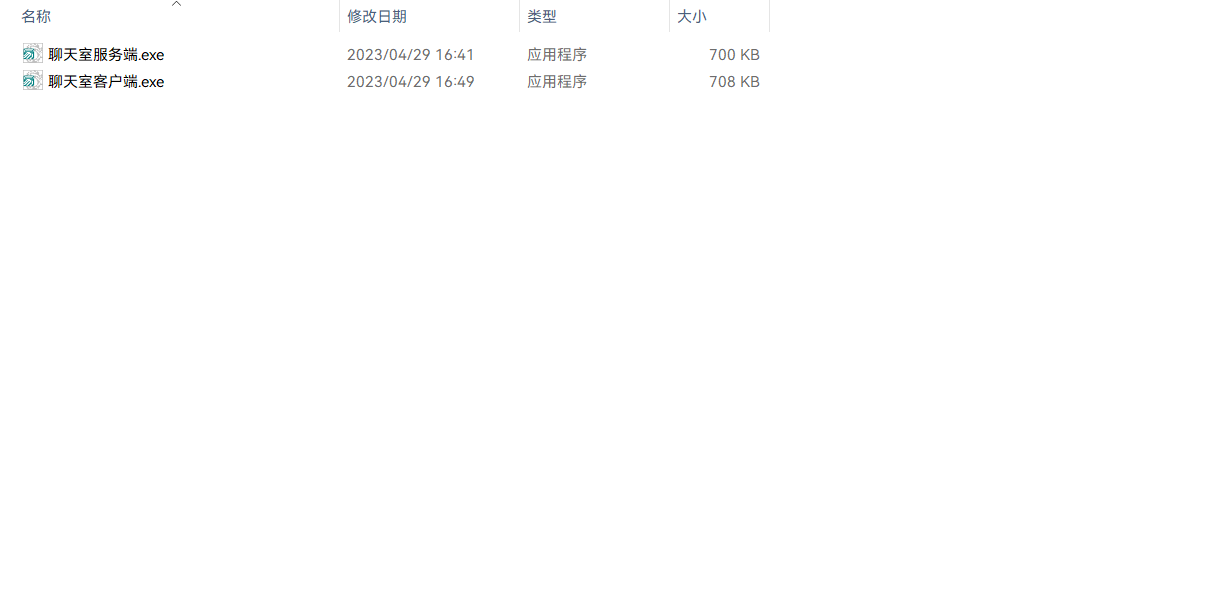 名称 修改日期 类型 大小
聊天室服务端.exe 2023/04/29 16:41 应用程序 700 KB
聊天室客户端.exe 2023/04/29 16:49 应用程序 708 KB